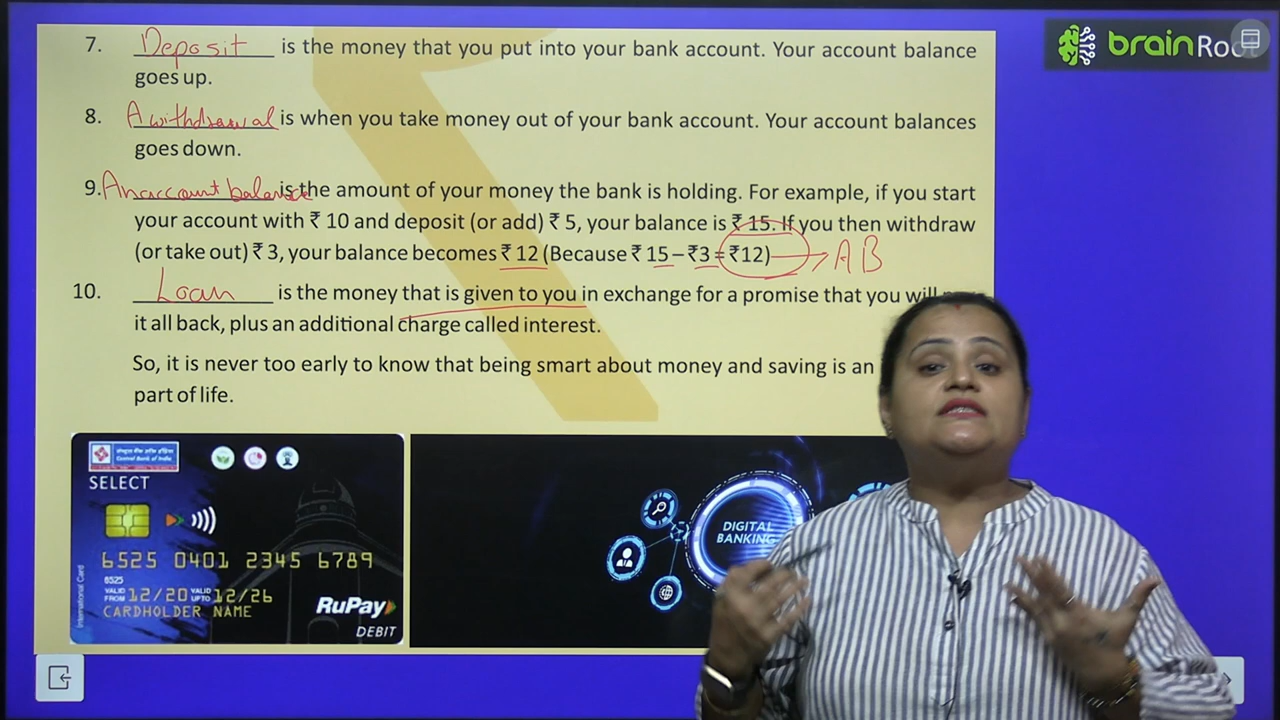 brainRoot
7. Deposit is the money that you put into your bank account. Your account balance
goes up.
8. A withdrawal is when you take money out of your bank account. Your account balances
goes down.
9. An account balance is the amount of your money the bank is holding. For example, if you start
your account with ₹ 10 and deposit (or add) ₹ 5, your balance is ₹ 15. If you then withdraw
(or take out) ₹ 3, your balance becomes ₹ 12 (Because ₹ 15 – ₹3 = ₹12) → AB
10. Loan is the money that is given to you in exchange for a promise that you will
it all back, plus an additional charge called interest.
So, it is never too early to know that being smart about money and saving is an
part of life.
Central Bank of India
SELECT
6525 0401 2345 6789
6525
VALID FROM 12/20 VALID UPTO 12/26
CARDHOLDER NAME
International Card
RuPay
DEBIT
DIGITAL
BANKING